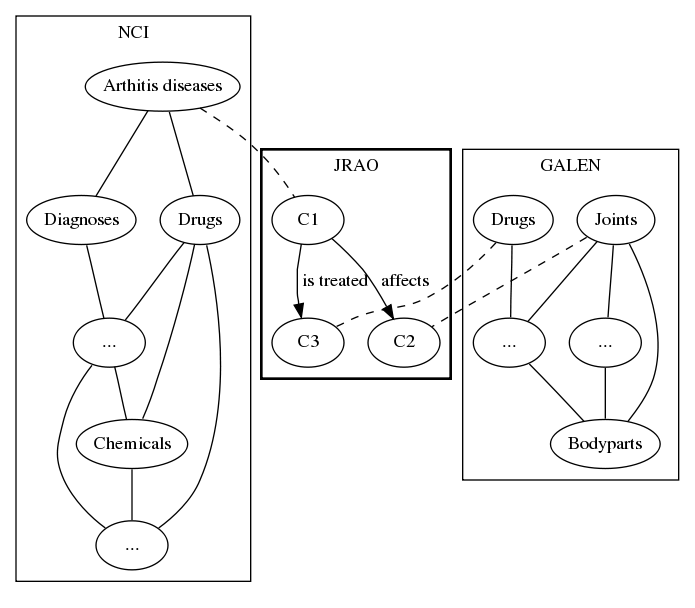 NCI
Arthitis diseases
JRAO
GALEN
Diagnoses
Drugs
C1
Drugs
Joints
is treated
affects
...
C3
C2
...
...
Chemicals
Bodyparts
...